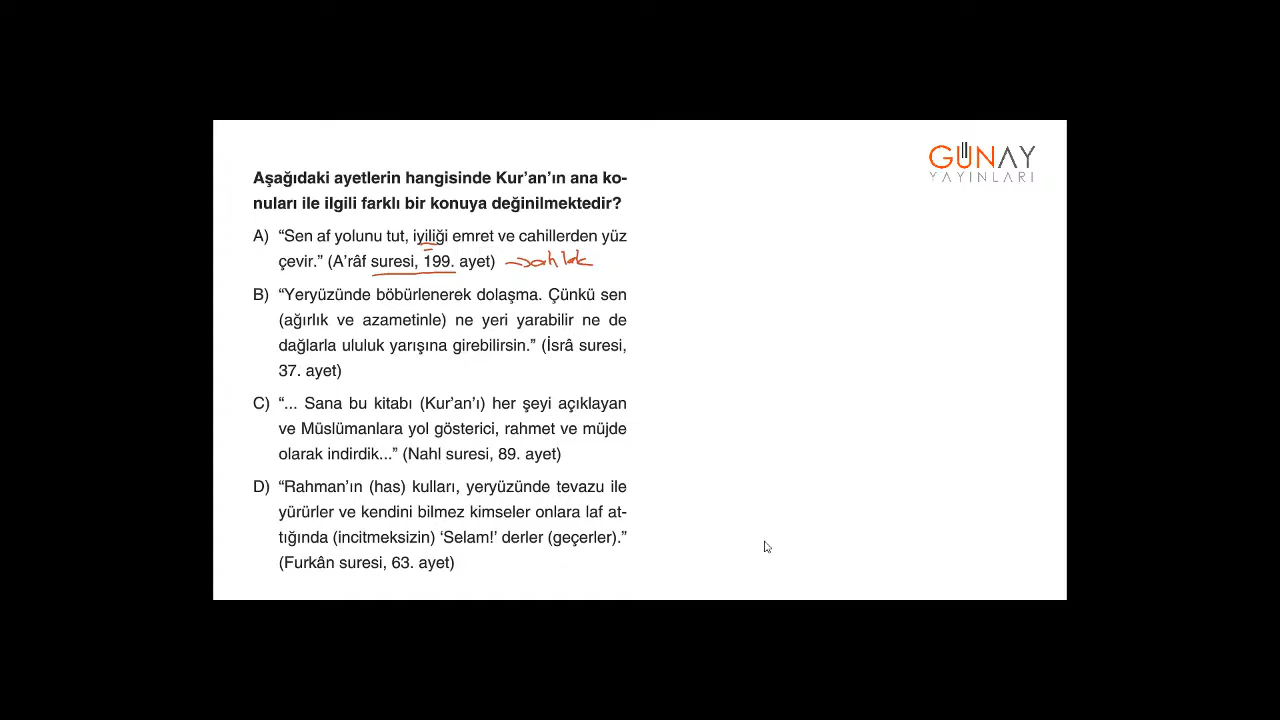 GÜNAY
YAYINLARI
Aşağıdaki ayetlerin hangisinde Kur’an’ın ana ko-
nuları ile ilgili farklı bir konuya değinilmektedir?
A) “Sen af yolunu tut, iyiliği emret ve cahillerden yüz
çevir.” (A’râf suresi, 199. ayet) → ahlak
B) “Yeryüzünde böbürlenerek dolaşma. Çünkü sen
(ağırlık ve azametinle) ne yeri yarabilir ne de
dağlarla ululuk yarışına girebilirsin.” (İsrâ suresi,
37. ayet)
C) “... Sana bu kitabı (Kur’an’ı) her şeyi açıklayan
ve Müslümanlara yol gösterici, rahmet ve müjde
olarak indirdik...” (Nahl suresi, 89. ayet)
D) “Rahman’ın (has) kulları, yeryüzünde tevazu ile
yürürler ve kendini bilmez kimseler onlara laf at-
tığında (incitmeksizin) ‘Selam!’ derler (geçerler).”
(Furkân suresi, 63. ayet)